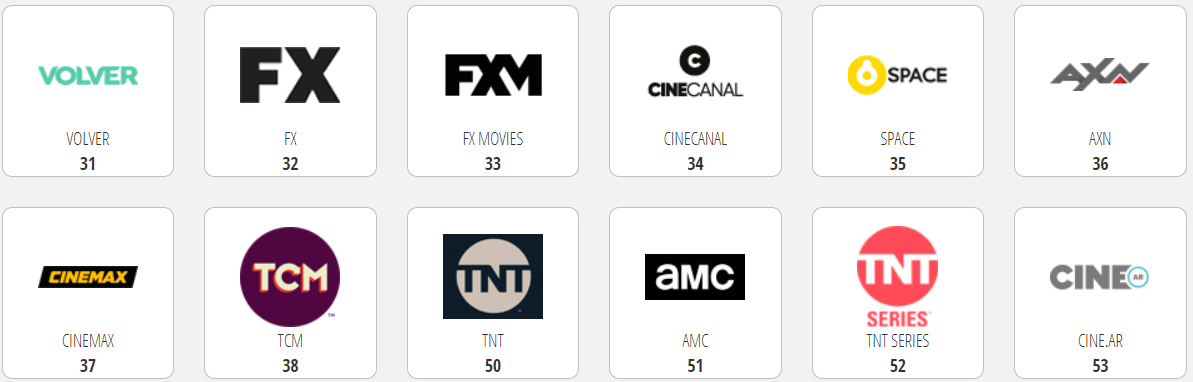 VOLVER
VOLVER
31
FX
FX
32
FXM
FX MOVIES
33
C
CINECANAL
CINECANAL
34
SPACE
SPACE
35
AXN
AXN
36
CINEMAX
CINEMAX
37
TCM
TM
TCM
38
TNT
TNT
50
aMC
AMC
51
TNT
SERIES
TNT SERIES
52
CINE AR
CINE.AR
53